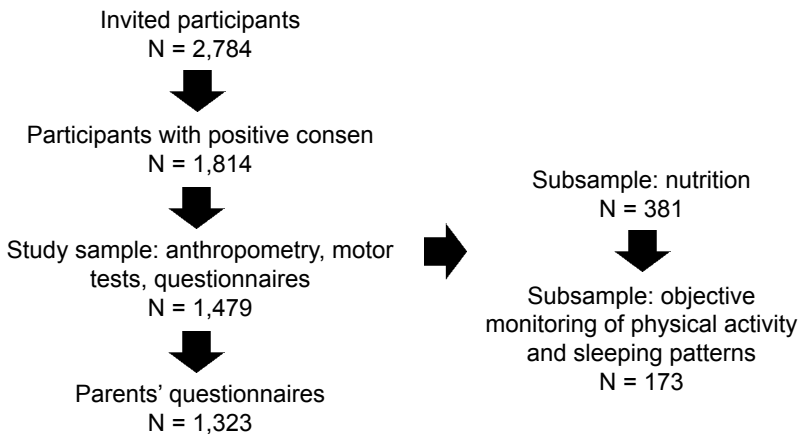 Invited participants
N = 2,784
Participants with positive consen
N = 1,814
Study sample: anthropometry, motor
tests, questionnaires
N = 1,479
Parents’ questionnaires
N = 1,323
Subsample: nutrition
N = 381
Subsample: objective
monitoring of physical activity
and sleeping patterns
N = 173